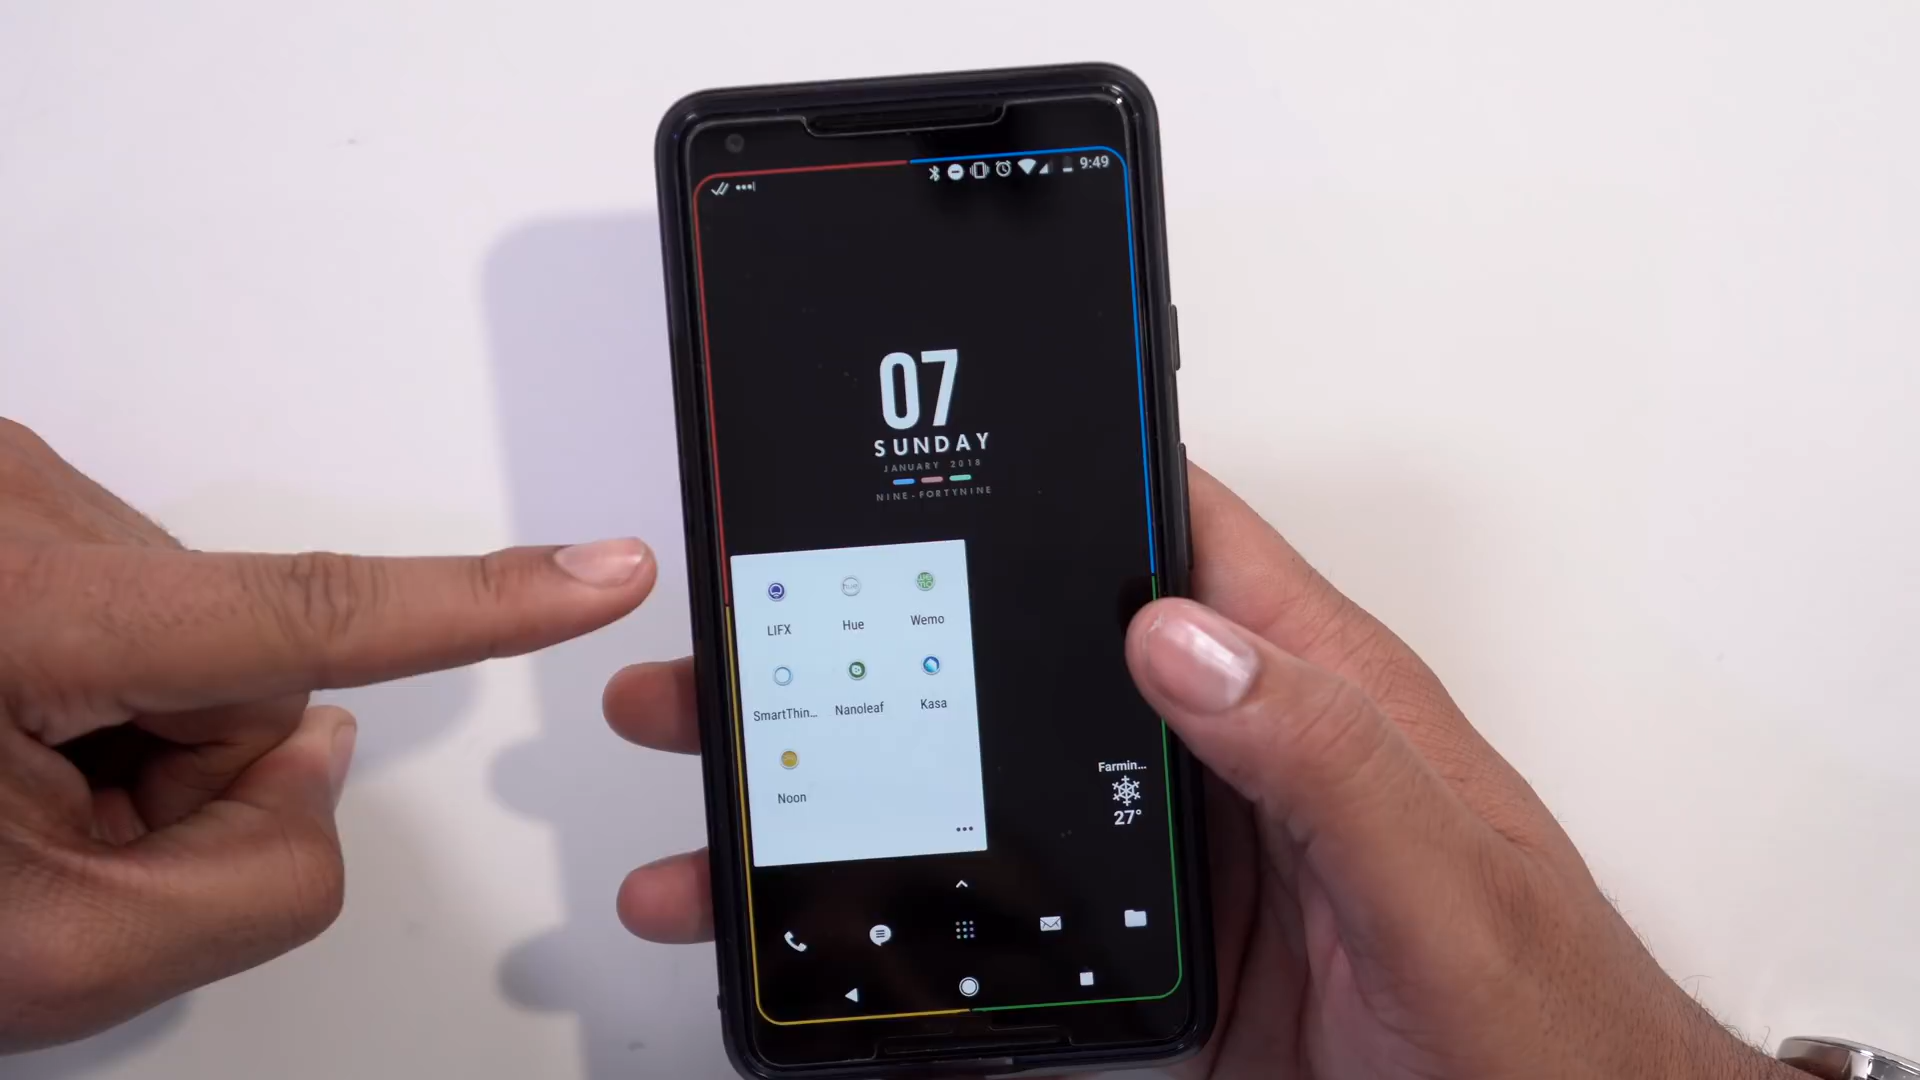 9:49
07
SUNDAY
JANUARY 2018
NINE-FORTYNINE
LIFX
Hue
Wemo
SmartThin...
Nanoleaf
Kasa
Noon
Farmin...
27°